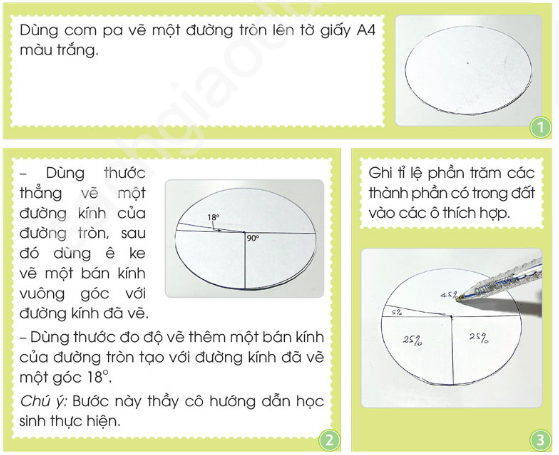 Dùng com pa vẽ một đường tròn lên tờ giấy A4
màu trắng.
1
– Dùng thước
thẳng vẽ một
đường kính của
đường tròn, sau
đó dùng ê ke
vẽ một bán kính
vuông góc với
đường kính đã vẽ.
18°
90°
– Dùng thước đo độ vẽ thêm một bán kính
của đường tròn tạo với đường kính đã vẽ
một góc 18°.
Chú ý: Bước này thầy cô hướng dẫn học
sinh thực hiện.
2
Ghi tỉ lệ phần trăm các
thành phần có trong đất
vào các ô thích hợp.
45%
5%
25%
25%
3